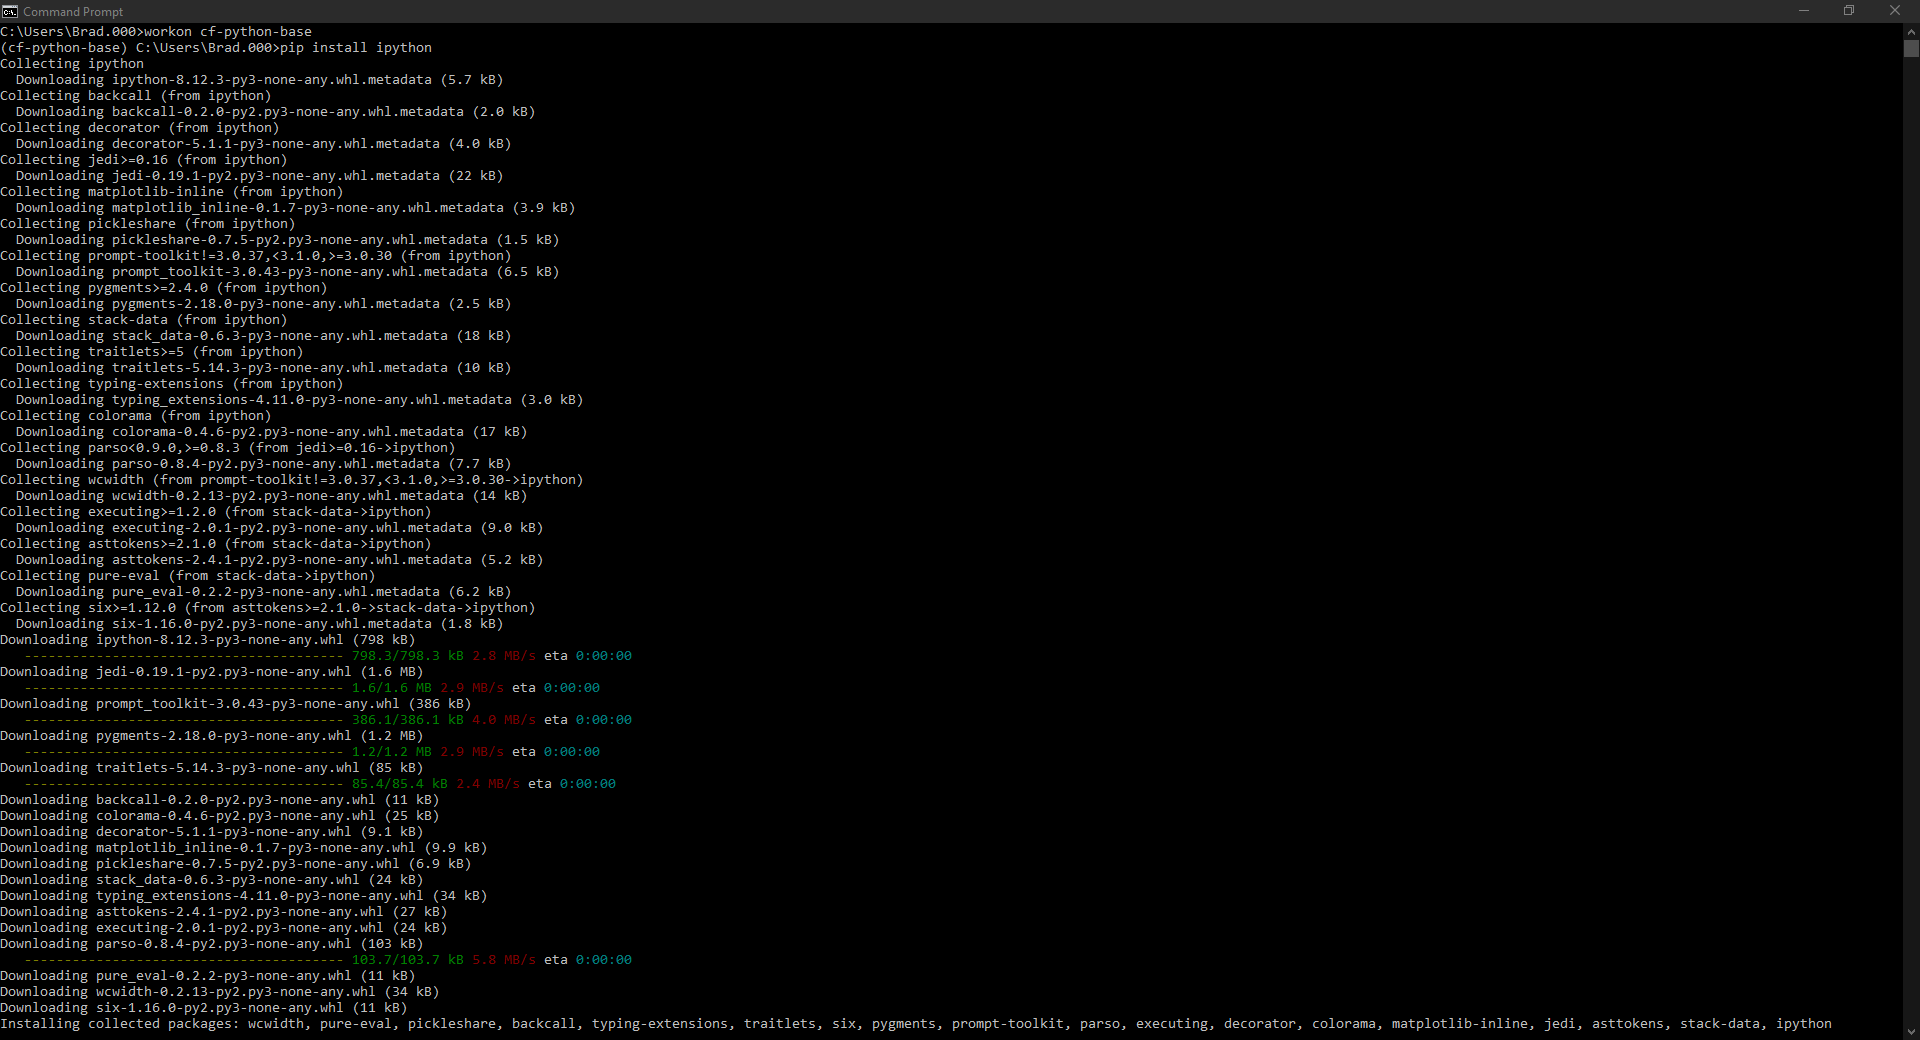 Command Prompt
C:\Users\Brad.000>workon cf-python-base
(cf-python-base) C:\Users\Brad.000>pip install ipython
Collecting ipython
  Downloading ipython-8.12.3-py3-none-any.whl.metadata (5.7 kB)
Collecting backcall (from ipython)
  Downloading backcall-0.2.0-py2.py3-none-any.whl.metadata (2.0 kB)
Collecting decorator (from ipython)
  Downloading decorator-5.1.1-py3-none-any.whl.metadata (4.0 kB)
Collecting jedi>=0.16 (from ipython)
  Downloading jedi-0.19.1-py2.py3-none-any.whl.metadata (22 kB)
Collecting matplotlib-inline (from ipython)
  Downloading matplotlib_inline-0.1.7-py3-none-any.whl.metadata (3.9 kB)
Collecting pickleshare (from ipython)
  Downloading pickleshare-0.7.5-py2.py3-none-any.whl.metadata (1.5 kB)
Collecting prompt-toolkit!=3.0.37,<3.1.0,>=3.0.30 (from ipython)
  Downloading prompt_toolkit-3.0.43-py3-none-any.whl.metadata (6.5 kB)
Collecting pygments>=2.4.0 (from ipython)
  Downloading pygments-2.18.0-py3-none-any.whl.metadata (2.5 kB)
Collecting stack-data (from ipython)
  Downloading stack_data-0.6.3-py3-none-any.whl.metadata (18 kB)
Collecting traitlets>=5 (from ipython)
  Downloading traitlets-5.14.3-py3-none-any.whl.metadata (10 kB)
Collecting typing-extensions (from ipython)
  Downloading typing_extensions-4.11.0-py3-none-any.whl.metadata (3.0 kB)
Collecting colorama (from ipython)
  Downloading colorama-0.4.6-py2.py3-none-any.whl.metadata (17 kB)
Collecting parso<0.9.0,>=0.8.3 (from jedi>=0.16->ipython)
  Downloading parso-0.8.4-py2.py3-none-any.whl.metadata (7.7 kB)
Collecting wcwidth (from prompt-toolkit!=3.0.37,<3.1.0,>=3.0.30->ipython)
  Downloading wcwidth-0.2.13-py2.py3-none-any.whl.metadata (14 kB)
Collecting executing>=1.2.0 (from stack-data->ipython)
  Downloading executing-2.0.1-py2.py3-none-any.whl.metadata (9.0 kB)
Collecting asttokens>=2.1.0 (from stack-data->ipython)
  Downloading asttokens-2.4.1-py2.py3-none-any.whl.metadata (5.2 kB)
Collecting pure-eval (from stack-data->ipython)
  Downloading pure_eval-0.2.2-py3-none-any.whl.metadata (6.2 kB)
Collecting six>=1.12.0 (from asttokens>=2.1.0->stack-data->ipython)
  Downloading six-1.16.0-py2.py3-none-any.whl.metadata (1.8 kB)
Downloading ipython-8.12.3-py3-none-any.whl (798 kB)
   ---------------------------------------- 798.3/798.3 kB 2.8 MB/s eta 0:00:00
Downloading jedi-0.19.1-py2.py3-none-any.whl (1.6 MB)
   ---------------------------------------- 1.6/1.6 MB 2.9 MB/s eta 0:00:00
Downloading prompt_toolkit-3.0.43-py3-none-any.whl (386 kB)
   ---------------------------------------- 386.1/386.1 kB 4.0 MB/s eta 0:00:00
Downloading pygments-2.18.0-py3-none-any.whl (1.2 MB)
   ---------------------------------------- 1.2/1.2 MB 2.9 MB/s eta 0:00:00
Downloading traitlets-5.14.3-py3-none-any.whl (85 kB)
   ---------------------------------------- 85.4/85.4 kB 2.4 MB/s eta 0:00:00
Downloading backcall-0.2.0-py2.py3-none-any.whl (11 kB)
Downloading colorama-0.4.6-py2.py3-none-any.whl (25 kB)
Downloading decorator-5.1.1-py3-none-any.whl (9.1 kB)
Downloading matplotlib_inline-0.1.7-py3-none-any.whl (9.9 kB)
Downloading pickleshare-0.7.5-py2.py3-none-any.whl (6.9 kB)
Downloading stack_data-0.6.3-py3-none-any.whl (24 kB)
Downloading typing_extensions-4.11.0-py3-none-any.whl (34 kB)
Downloading asttokens-2.4.1-py2.py3-none-any.whl (27 kB)
Downloading executing-2.0.1-py2.py3-none-any.whl (24 kB)
Downloading parso-0.8.4-py2.py3-none-any.whl (103 kB)
   ---------------------------------------- 103.7/103.7 kB 5.8 MB/s eta 0:00:00
Downloading pure_eval-0.2.2-py3-none-any.whl (11 kB)
Downloading wcwidth-0.2.13-py2.py3-none-any.whl (34 kB)
Downloading six-1.16.0-py2.py3-none-any.whl (11 kB)
Installing collected packages: wcwidth, pure-eval, pickleshare, backcall, typing-extensions, traitlets, six, pygments, prompt-toolkit, parso, executing, decorator, colorama, matplotlib-inline, jedi, asttokens, stack-data, ipython